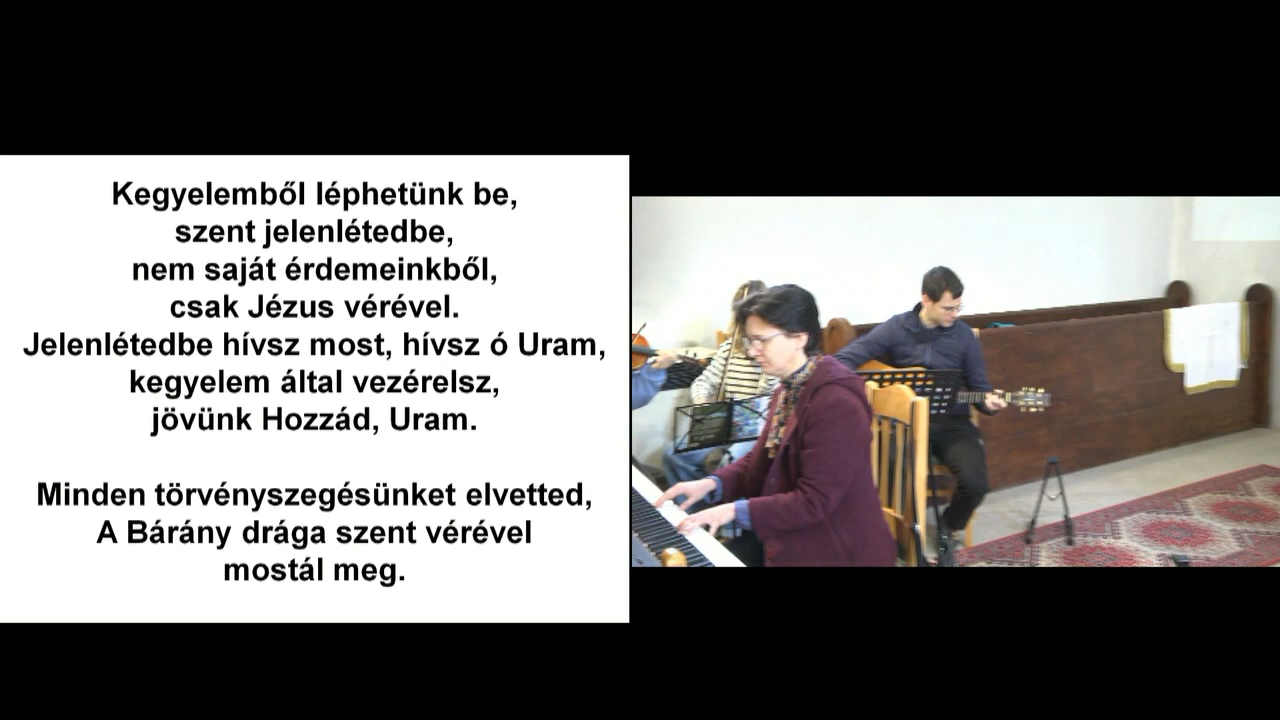 Kegyelemből léphetünk be,
szent jelenlétedbe,
nem saját érdemeinkből,
csak Jézus vérével.
Jelenlétedbe hívsz most, hívsz ó Uram,
kegyelem által vezérelsz,
jövünk Hozzád, Uram.
Minden törvényszegésünket elvetted,
A Bárány drága szent vérével
mostál meg.